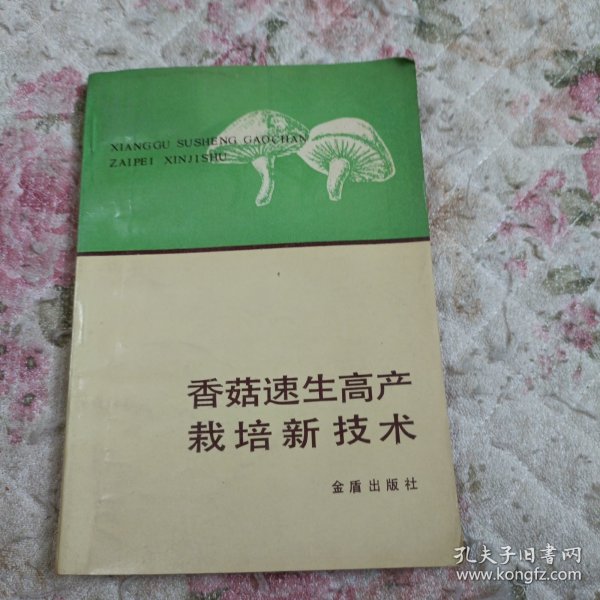 XIANGGU SUSHENG GAOCHAN
ZAIPEI XINJISHU
香菇速生高产
栽培新技术
金盾出版社
孔夫子旧书网
www.kongfz.com